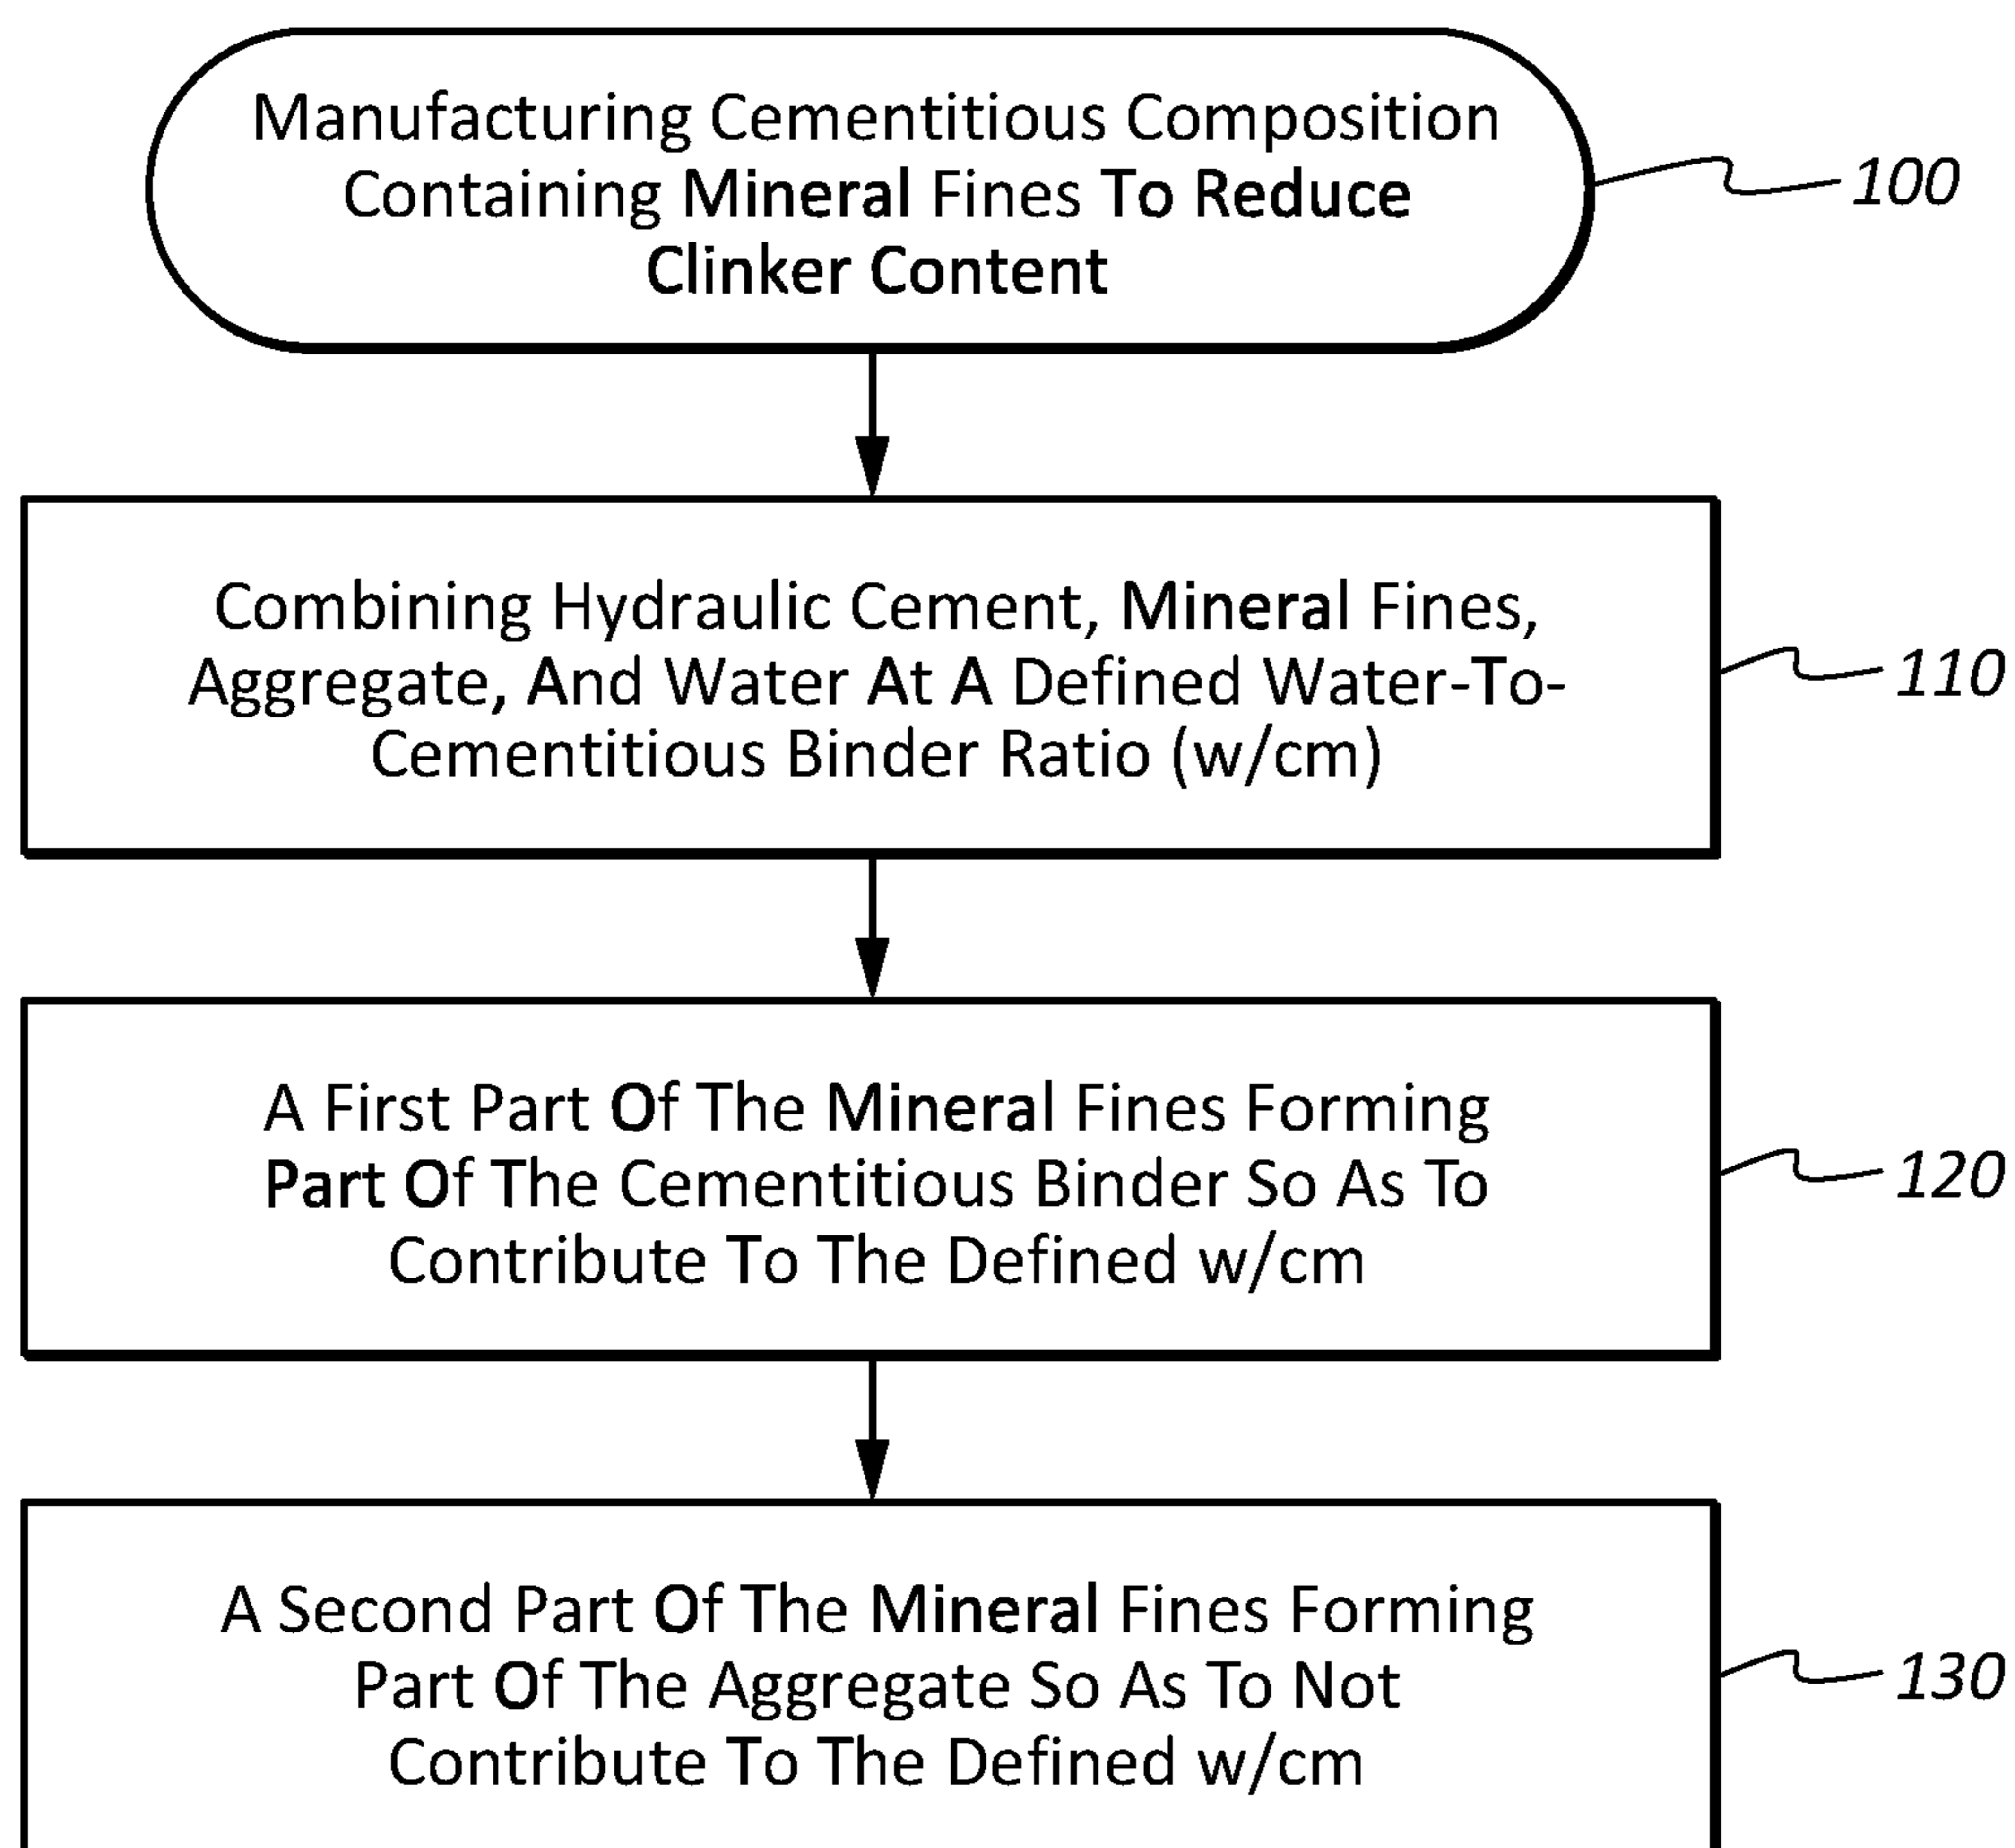 Manufacturing Cementitious Composition
Containing Mineral Fines To Reduce
Clinker Content
100
Combining Hydraulic Cement, Mineral Fines,
Aggregate, And Water At A Defined Water-To-
Cementitious Binder Ratio (w/cm)
110
A First Part Of The Mineral Fines Forming
Part Of The Cementitious Binder So As To
Contribute To The Defined w/cm
120
A Second Part Of The Mineral Fines Forming
Part Of The Aggregate So As To Not
Contribute To The Defined w/cm
130